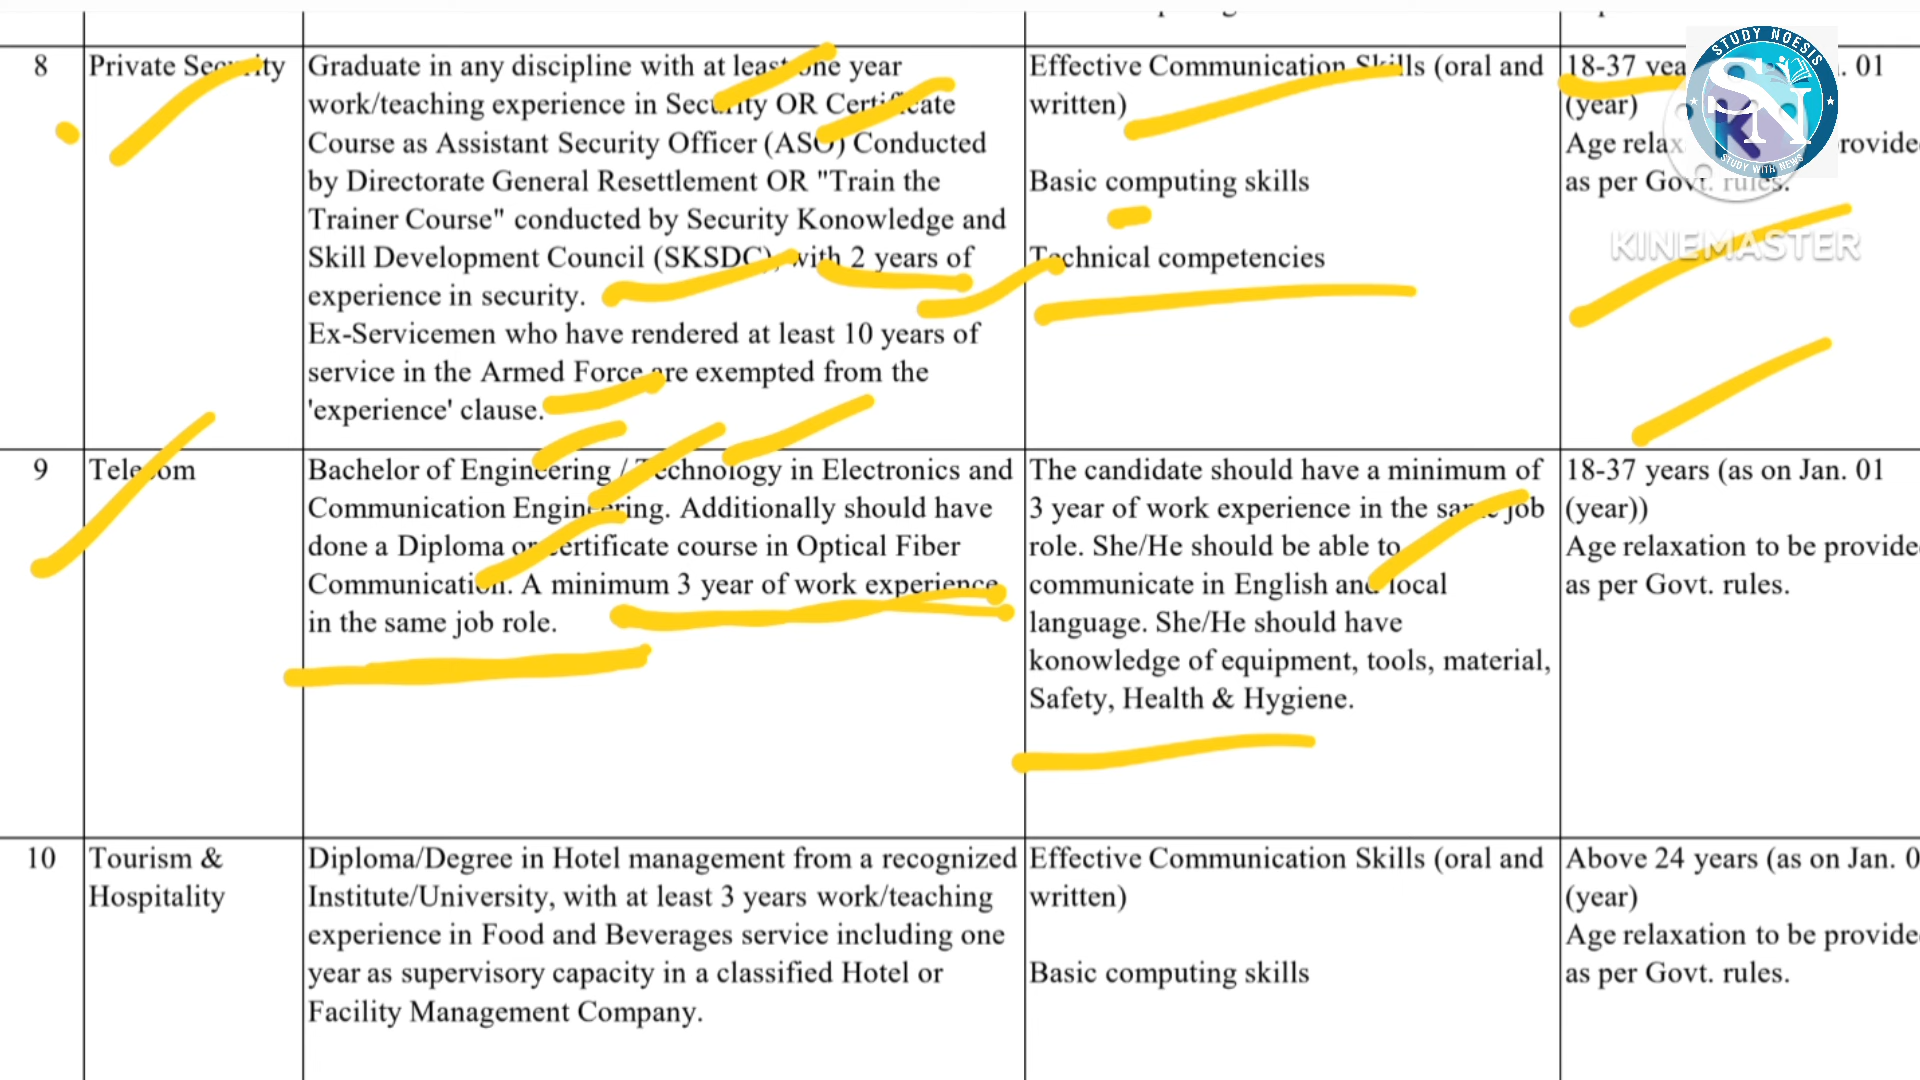 8
Private Security
Graduate in any discipline with at least one year
work/teaching experience in Security OR Certificate
Course as Assistant Security Officer (ASO) Conducted
by Directorate General Resettlement OR "Train the
Trainer Course" conducted by Security Konowledge and
Skill Development Council (SKSDC), with 2 years of
experience in security.
Ex-Servicemen who have rendered at least 10 years of
service in the Armed Force are exempted from the
'experience' clause.
Effective Communication Skills (oral and
written)
Basic computing skills
Technical competencies
18-37 01
(year)
Age
as per Govt. rules.
STUDY NOESIS
SN
STUDY WITH NEWS
KINEMASTER
9
Telecom
Bachelor of Engineering / Technology in Electronics and
Communication Engineering. Additionally should have
done a Diploma or certificate course in Optical Fiber
Communication. A minimum 3 year of work experience
in the same job role.
The candidate should have a minimum of
3 year of work experience in the same job
role. She/He should be able to
communicate in English and local
language. She/He should have
konowledge of equipment, tools, material,
Safety, Health & Hygiene.
18-37 years (as on Jan. 01
(year))
Age relaxation to be provide
as per Govt. rules.
10
Tourism &
Hospitality
Diploma/Degree in Hotel management from a recognized
Institute/University, with at least 3 years work/teaching
experience in Food and Beverages service including one
year as supervisory capacity in a classified Hotel or
Facility Management Company.
Effective Communication Skills (oral and
written)
Basic computing skills
Above 24 years (as on Jan. 0
(year)
Age relaxation to be provide
as per Govt. rules.